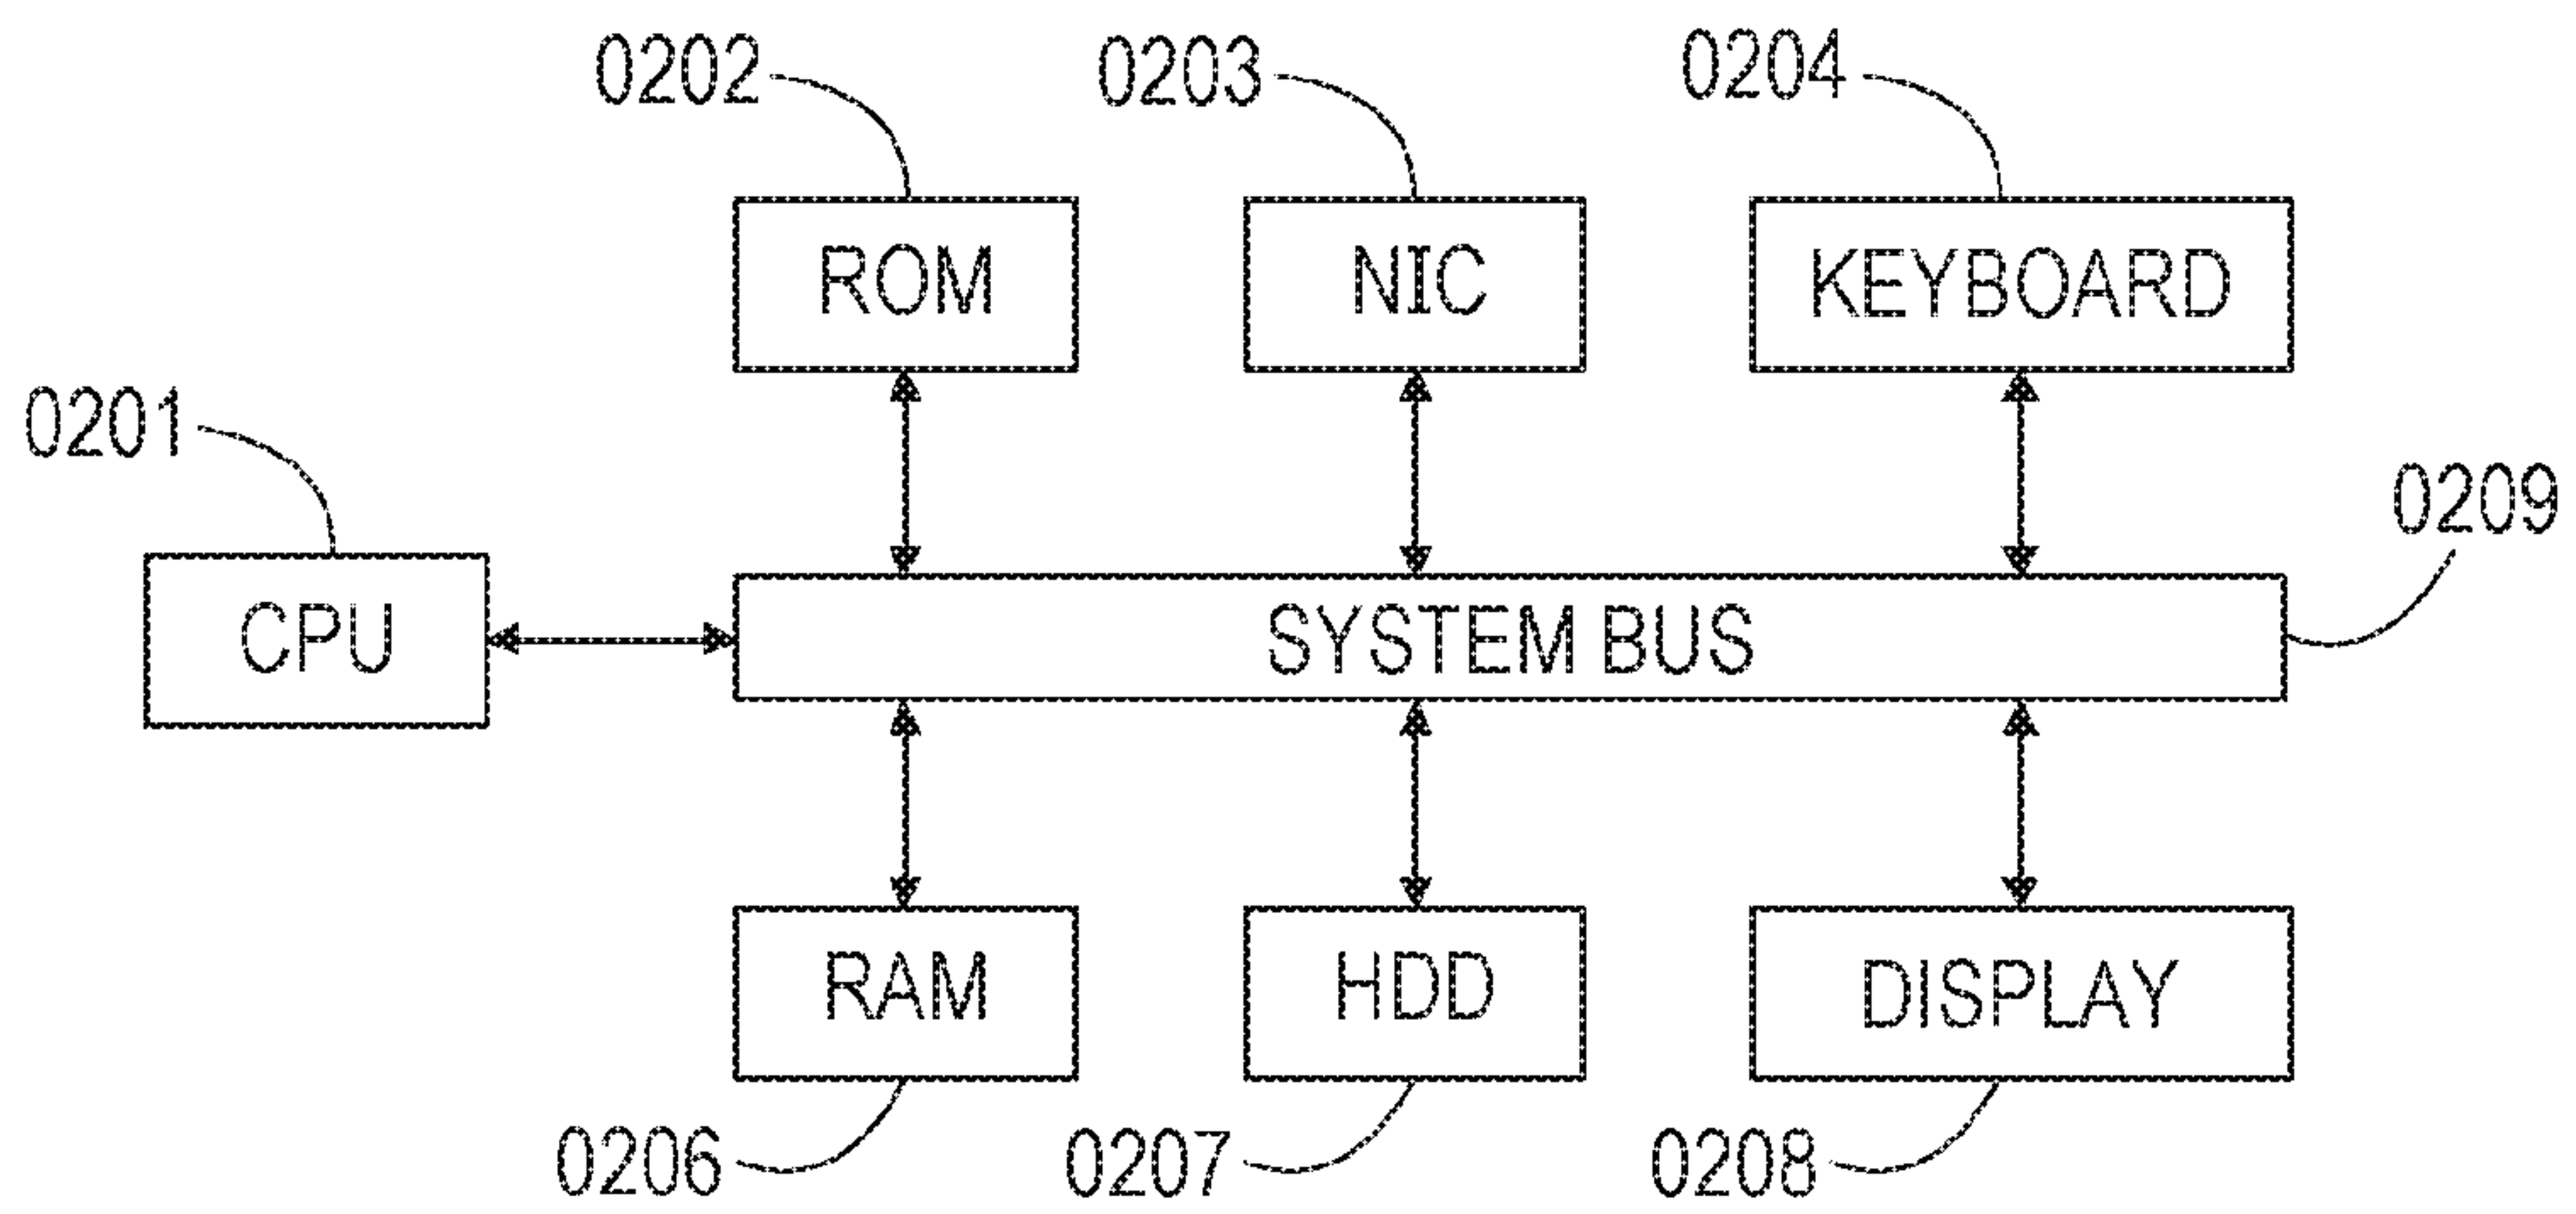 0202
0203
0204
ROM
NIC
KEYBOARD
0201
0209
CPU
SYSTEM BUS
RAM
HDD
DISPLAY
0206
0207
0208